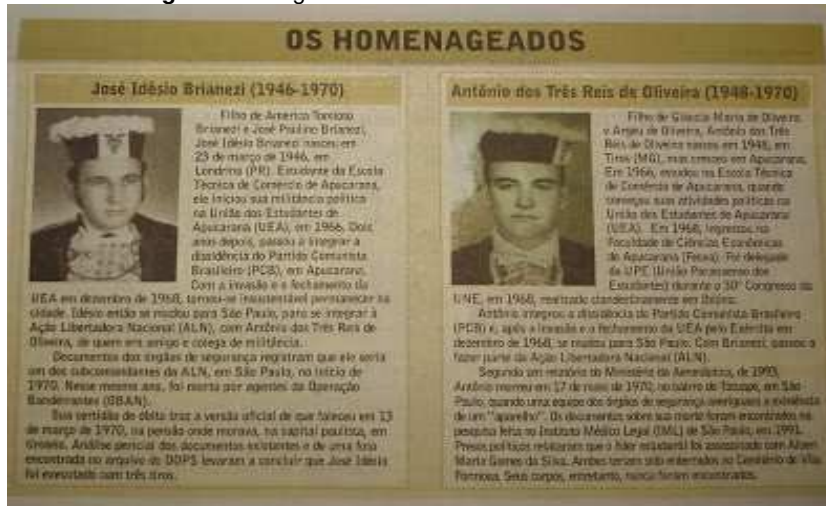 OS HOMENAGEADOS
José Idésio Brianezi (1946-1970)
Filho de América Tomiono
Brianezi e José Paulino Brianezi,
José Idésio Brianezi nasceu em
23 de março de 1946, em
Londrina (PR). Estudante da Escola
Técnica de Comércio de Apucarana,
ele iniciou sua militância política
na União dos Estudantes de
Apucarana (UEA), em 1966. Dois
anos depois, passou a integrar a
dissidência do Partido Comunista
Brasileiro (PCB), em Apucarana.
Com a invasão e o fechamento da
UEA em dezembro de 1968, tornou-se insustentável permanecer na
cidade. Idésio então se mudou para São Paulo, para se integrar à
Ação Libertadora Nacional (ALN), com Antônio dos Três Reis de
Oliveira, de quem era amigo e colega de militância.
Documentos dos órgãos de segurança registram que ele seria
um dos subcomandantes da ALN, em São Paulo, no início de
1970. Nesse mesmo ano, foi morto por agentes da Operação
Bandeirantes (OBAN).
Sua certidão de óbito traz a versão oficial de que faleceu em 13
de março de 1970, na pensão onde morava, na capital paulista, em
tiroteio. Análise pericial dos documentos existentes e de uma foto
encontrada no arquivo do DOPS levaram a concluir que José Idésio
foi executado com três tiros.
Antônio dos Três Reis de Oliveira (1948-1970)
Filho de Glaucia Maria de Oliveira
e Anjeu de Oliveira, Antônio dos Três
Reis de Oliveira nasceu em 1948, em
Tiros (MG), mas cresceu em Apucarana.
Em 1966, estudou na Escola Técnica
de Comércio de Apucarana, quando
começou suas atividades políticas na
União dos Estudantes de Apucarana
(UEA). Em 1968, ingressou na
Faculdade de Ciências Econômicas
de Apucarana (Fecea). Foi delegado
da UPE (União Paranaense dos
Estudantes) durante o 30º Congresso da
UNE, em 1968, realizado clandestinamente em Ibiúna.
Antônio integrou a dissidência do Partido Comunista Brasileiro
(PCB) e, após a invasão e o fechamento da UEA pelo Exército em
dezembro de 1968, se mudou para São Paulo. Com Brianezi, passou a
fazer parte da Ação Libertadora Nacional (ALN).
Segundo um relatório do Ministério da Aeronáutica, de 1993,
Antônio morreu em 17 de maio de 1970, no bairro do Tatuapé, em São
Paulo, quando uma equipe dos órgãos de segurança averiguava a existência
de um "aparelho". Os documentos sobre sua morte foram encontrados na
pesquisa feita no Instituto Médico Legal (IML) de São Paulo, em 1991.
Presos políticos relataram que o líder estudantil foi assassinado com
Maria Gomes da Silva. Ambos teriam sido enterrados no Cemitério de Vila
Formosa. Seus corpos, entretanto, nunca foram encontrados.